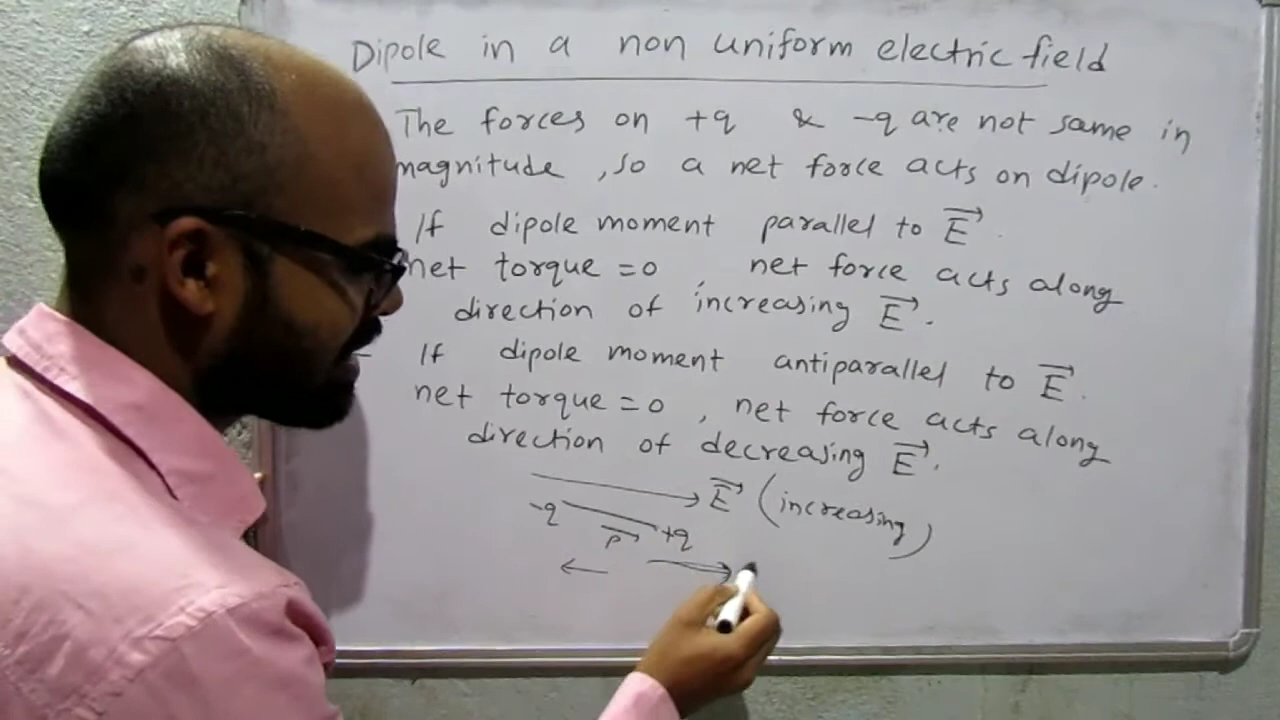 Dipole in a non uniform electric field
The forces on +q & -q are not same in
magnitude, so a net force acts on dipole.
If dipole moment parallel to E⃗.
net torque = 0, net force acts along
direction of increasing E⃗.
If dipole moment antiparallel to E⃗.
net torque = 0, net force acts along
direction of decreasing E⃗.
E⃗ (increasing)
-q
p⃗ +q